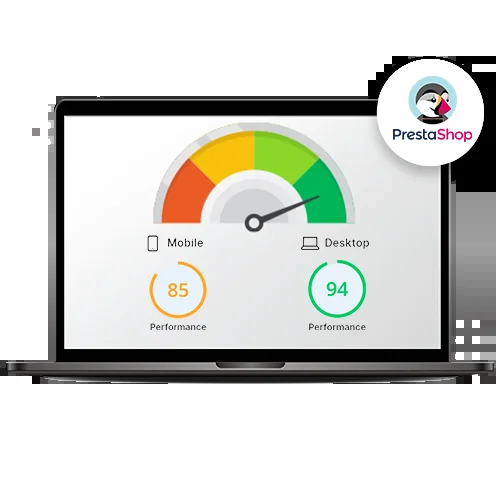 PrestaShop
Mobile
Desktop
85
94
Performance
Performance